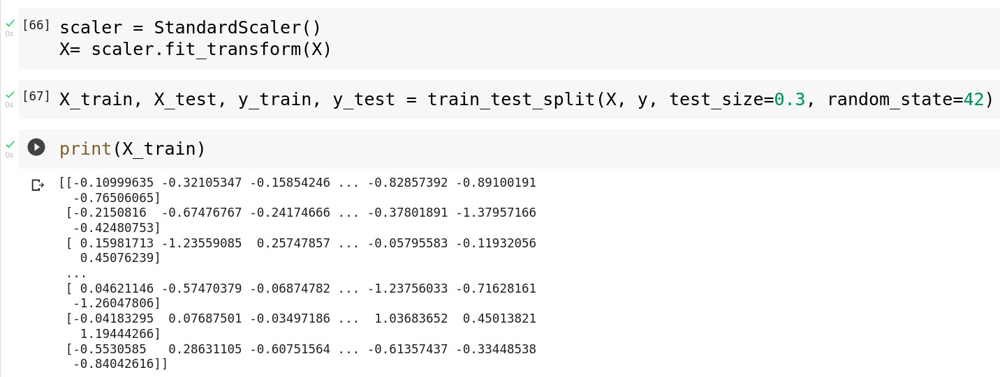 [66] scaler = StandardScaler()
X= scaler.fit_transform(X)
0s
[67] X_train, X_test, y_train, y_test = train_test_split(X, y, test_size=0.3, random_state=42)
0s
print(X_train)
0s
[[-0.10999635 -0.32105347 -0.15854246 ... -0.82857392 -0.89100191
-0.76506065]
[-0.2150816  -0.67476767 -0.24174666 ... -0.37801891 -1.37957166
-0.42480753]
[ 0.15981713 -1.23559085  0.25747857 ... -0.05795583 -0.11932056
0.45076239]
...
[ 0.04621146 -0.57470379 -0.06874782 ... -1.23756033 -0.71628161
-1.26047806]
[-0.04183295  0.07687501 -0.03497186 ...  1.03683652  0.45013821
1.19444266]
[-0.5530585   0.28631105 -0.60751564 ... -0.61357437 -0.33448538
-0.84042616]]